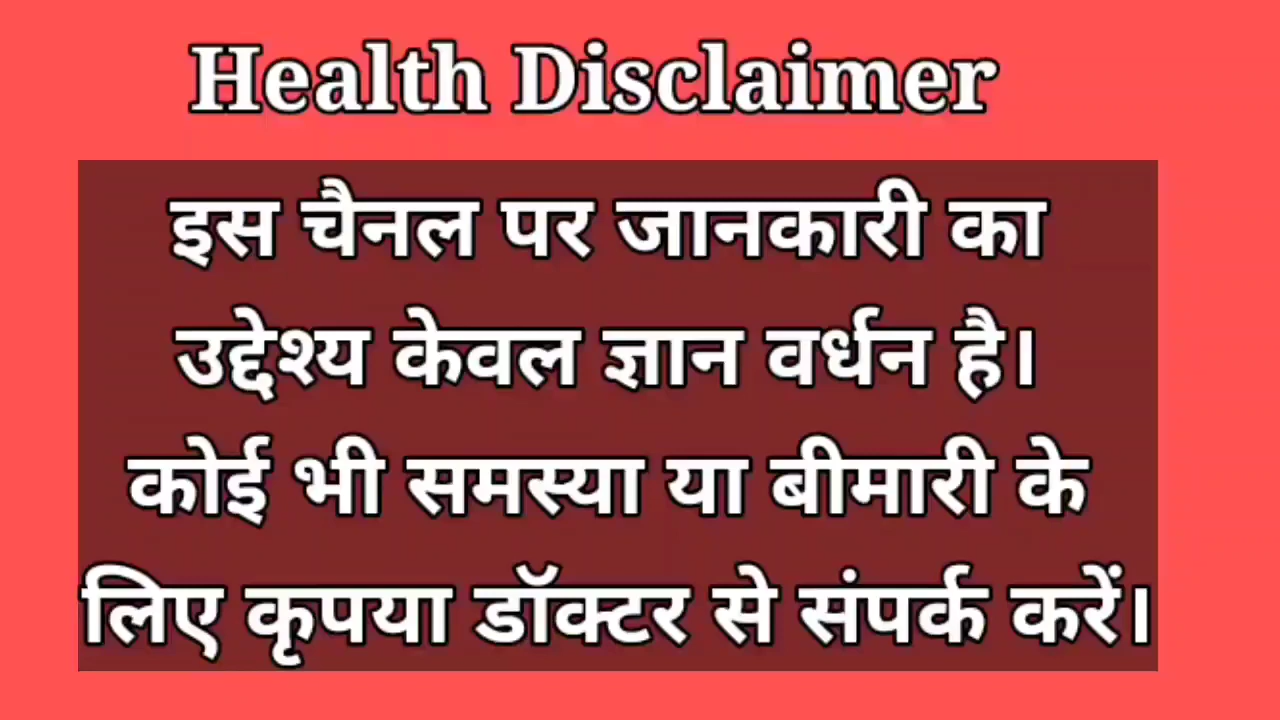 Health Disclaimer
इस चैनल पर जानकारी का
उद्देश्य केवल ज्ञान वर्धन है।
कोई भी समस्या या बीमारी के
लिए कृपया डॉक्टर से संपर्क करें।